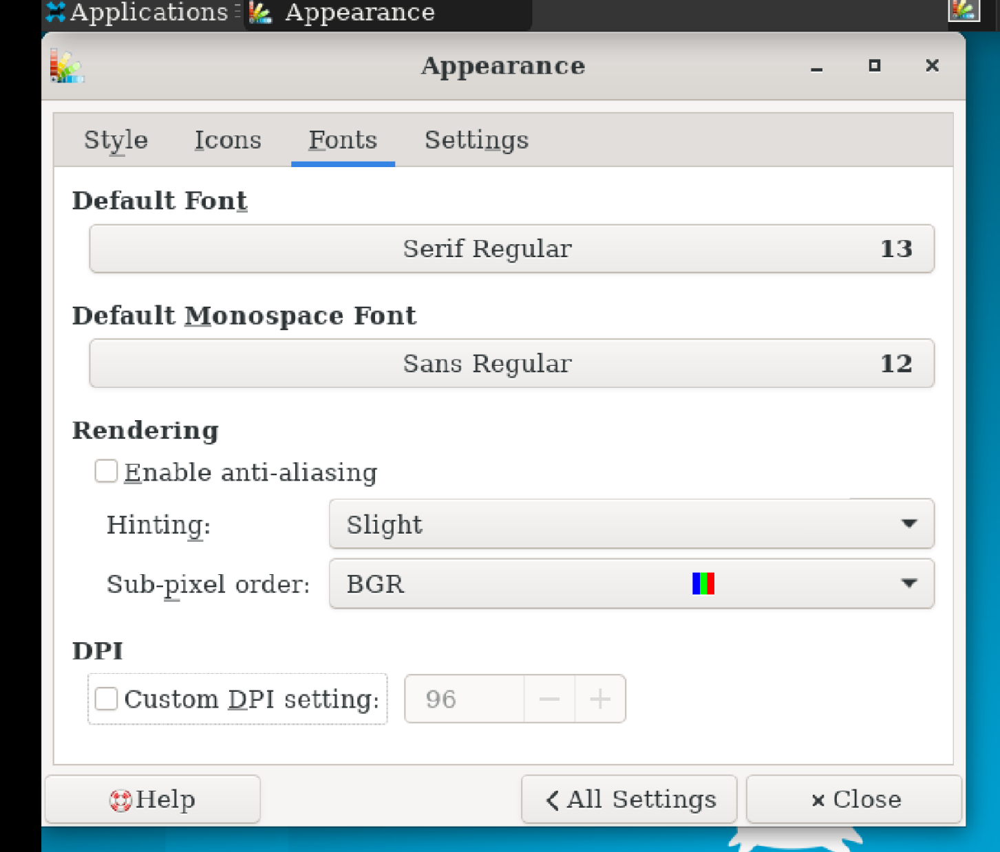 Applications Appearance
Appearance
Style Icons Fonts Settings
Default Font
Serif Regular 13
Default Monospace Font
Sans Regular 12
Rendering
Enable anti-aliasing
Hinting: Slight
Sub-pixel order: BGR
DPI
Custom DPI setting: 96
Help All Settings Close